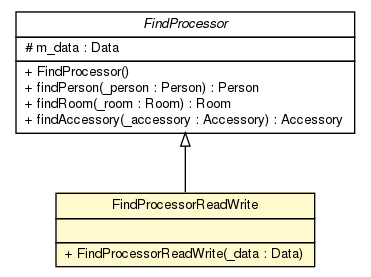 FindProcessor
# m_data : Data
+ FindProcessor()
+ findPerson(_person : Person) : Person
+ findRoom(_room : Room) : Room
+ findAccessory(_accessory : Accessory) : Accessory
FindProcessorReadWrite
+ FindProcessorReadWrite(_data : Data)